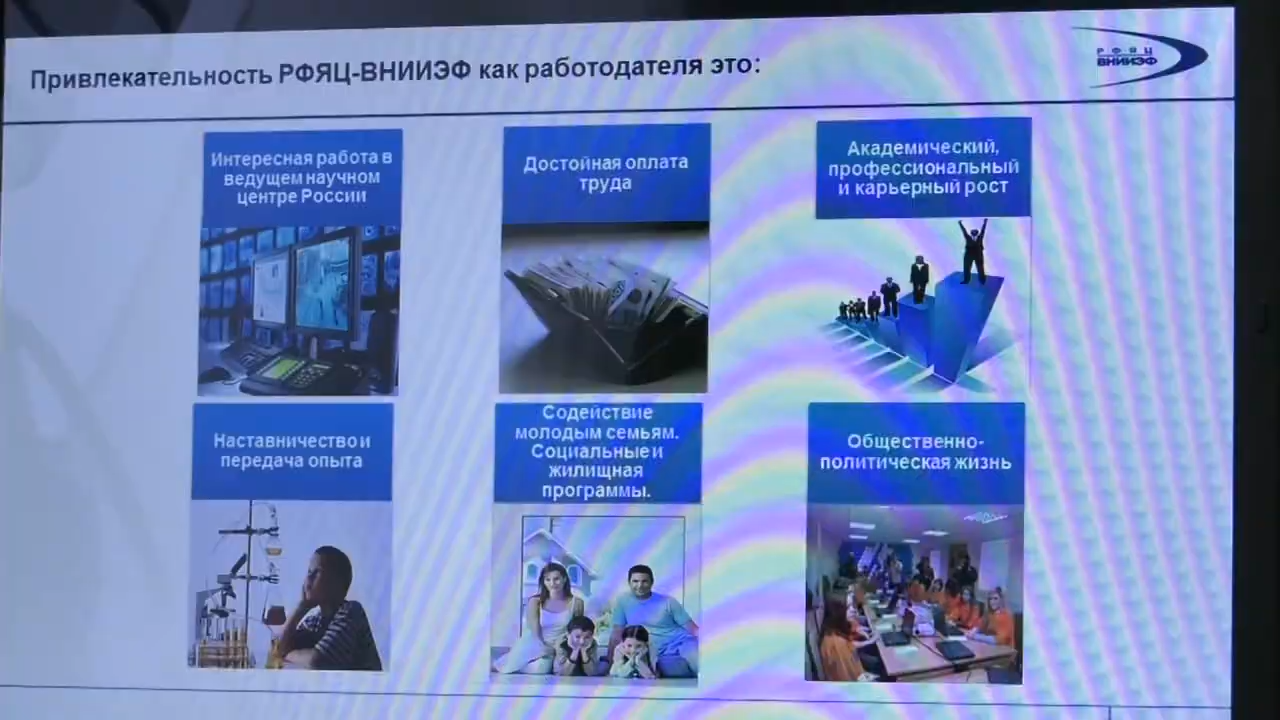 Привлекательность РФЯЦ-ВНИИЭФ как работодателя это:
РФЯЦ
ВНИИЭФ
Интересная работа в
ведущем научном
центре России
Достойная оплата
труда
Академический,
профессиональный
и карьерный рост
Наставничество и
передача опыта
Содействие
молодым семьям.
Социальные и
жилищная
программы.
Общественно-
политическая жизнь